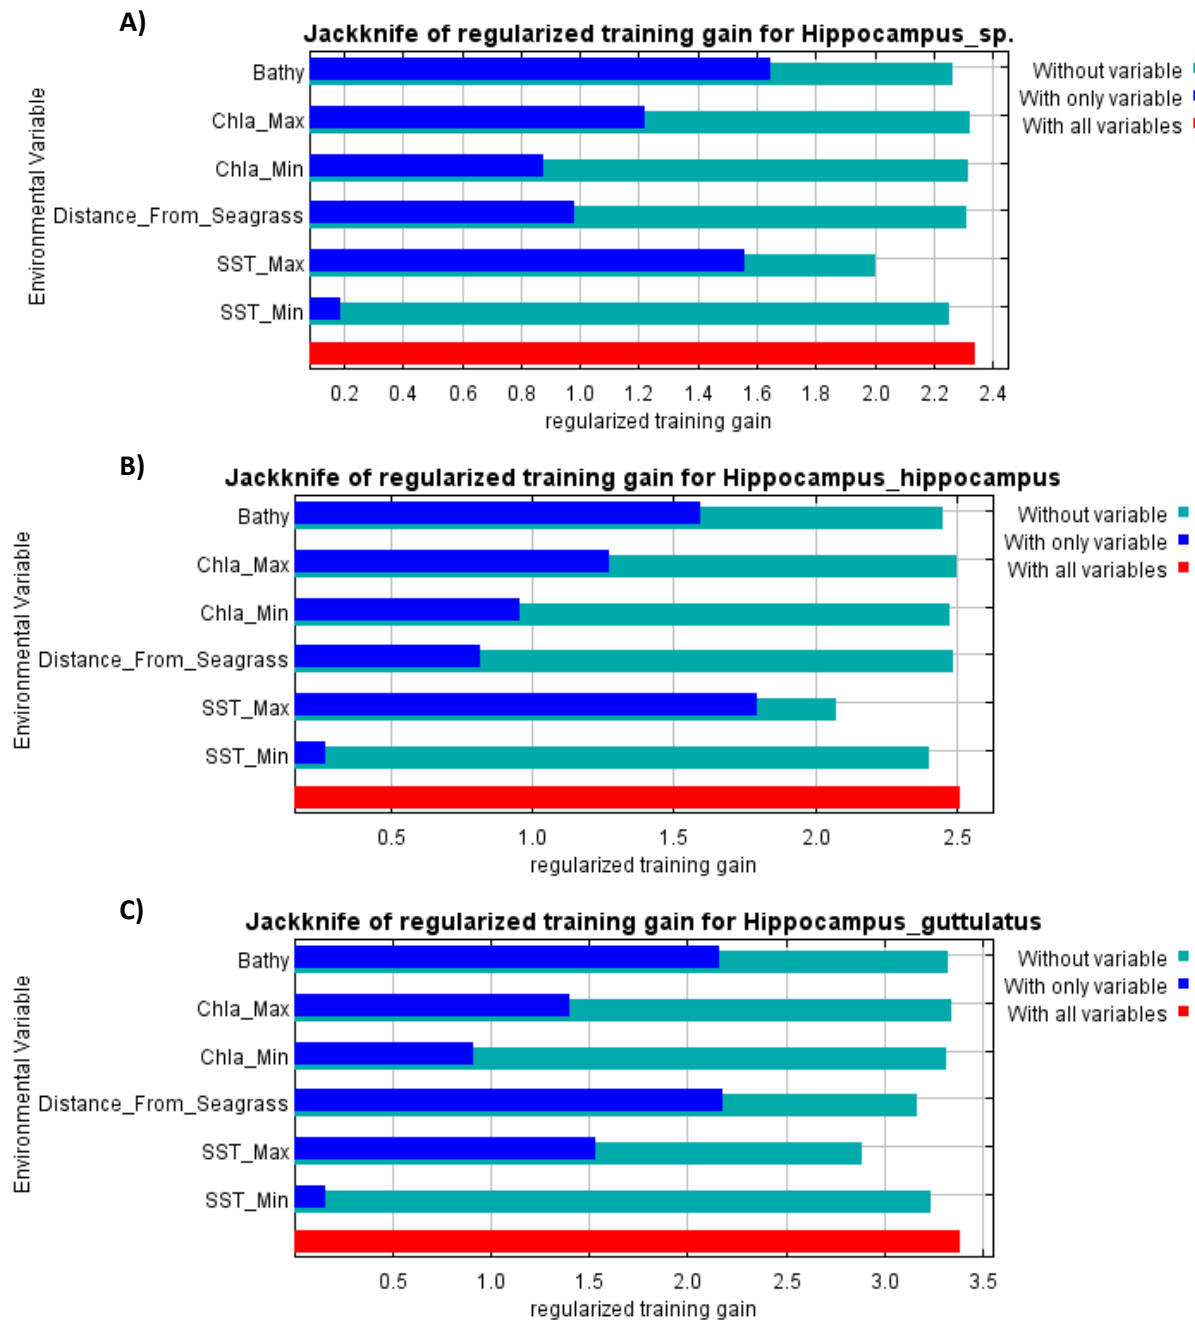 A)
Jackknife of regularized training gain for Hippocampus_sp.
Environmental Variable
Bathy
Chla_Max
Chla_Min
Distance_From_Seagrass
SST_Max
SST_Min
Without variable
With only variable
With all variables
0.2 0.4 0.6 0.8 1.0 1.2 1.4 1.6 1.8 2.0 2.2 2.4
regularized training gain
B)
Jackknife of regularized training gain for Hippocampus_hippocampus
Environmental Variable
Bathy
Chla_Max
Chla_Min
Distance_From_Seagrass
SST_Max
SST_Min
Without variable
With only variable
With all variables
0.5 1.0 1.5 2.0 2.5
regularized training gain
C)
Jackknife of regularized training gain for Hippocampus_guttulatus
Environmental Variable
Bathy
Chla_Max
Chla_Min
Distance_From_Seagrass
SST_Max
SST_Min
Without variable
With only variable
With all variables
0.5 1.0 1.5 2.0 2.5 3.0 3.5
regularized training gain